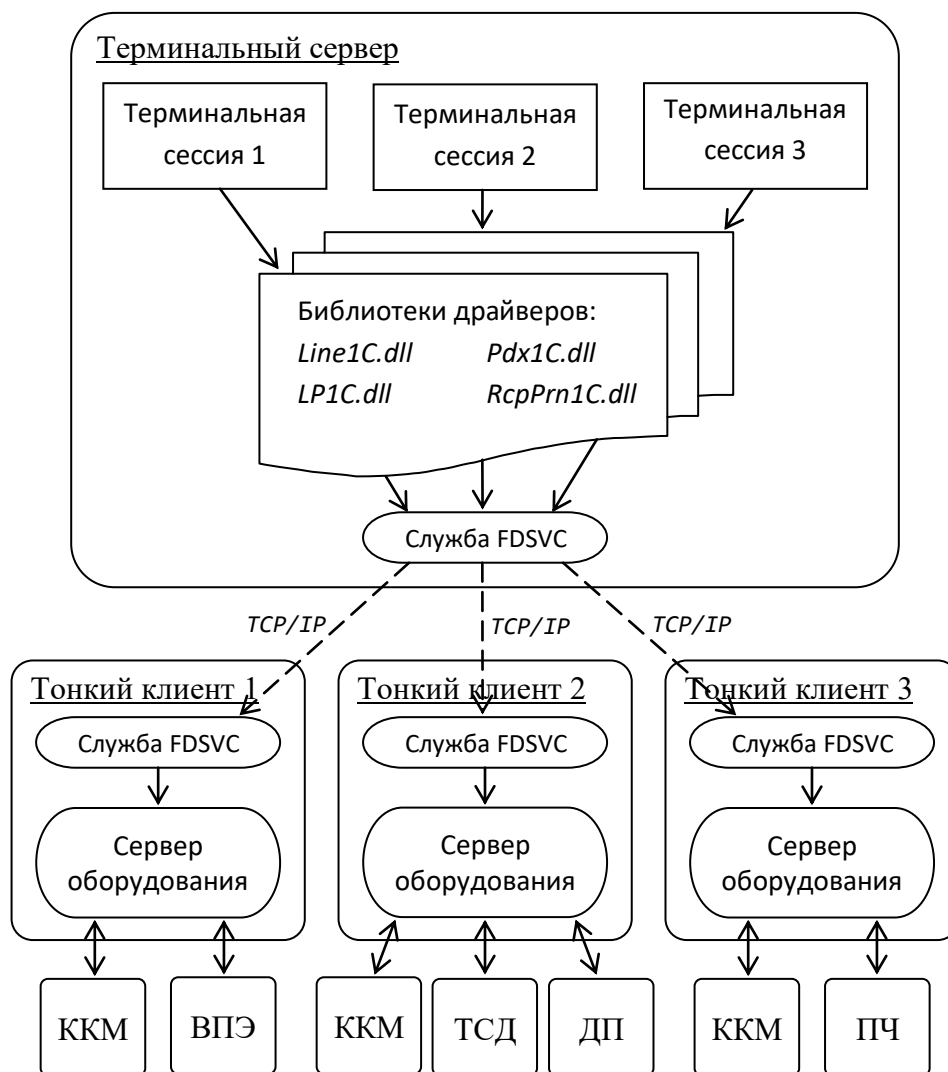 Терминальный сервер
Терминальная
сессия 1
Терминальная
сессия 2
Терминальная
сессия 3
Библиотеки драйверов:
Line1C.dll Pdx1C.dll
LP1C.dll RcpPrn1C.dll
Служба FDSVC
TCP/IP
TCP/IP
TCP/IP
Тонкий клиент 1
Служба FDSVC
Сервер
оборудования
Тонкий клиент 2
Служба FDSVC
Сервер
оборудования
Тонкий клиент 3
Служба FDSVC
Сервер
оборудования
ККМ
ВПЭ
ККМ
ТСД
ДП
ККМ
ПЧ